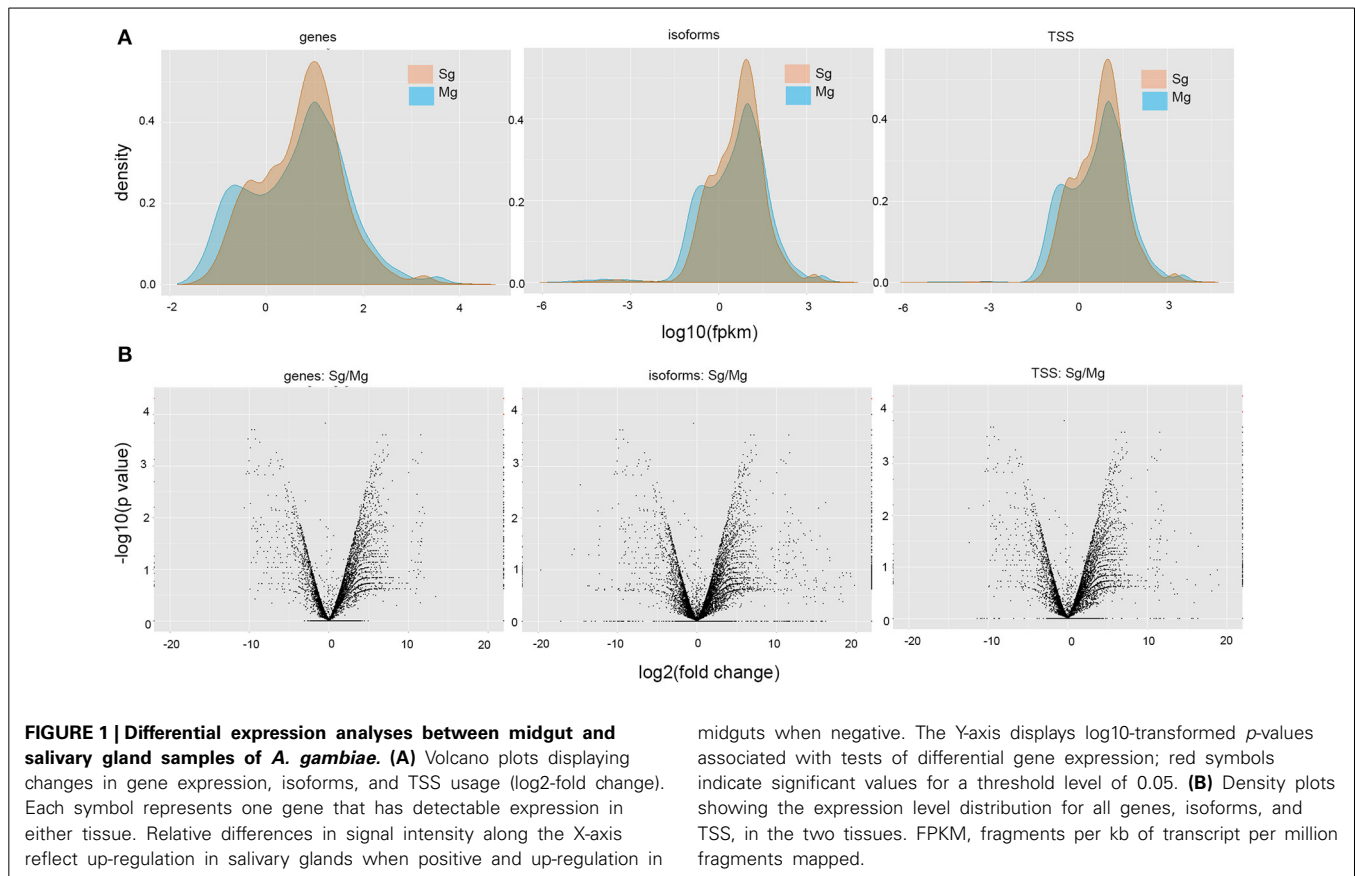 A
genes
isoforms
TSS
Sg
Mg
Sg
Mg
Sg
Mg
density
0.4
0.2
0.0
0.4
0.2
0.0
0.4
0.2
0.0
-2 0 2 4
-6 -3 0 3
-6 -3 0 3
log10(fpkm)
B
genes: Sg/Mg
isoforms: Sg/Mg
TSS: Sg/Mg
-log10(p value)
4
3
2
1
0
4
3
2
1
0
4
3
2
1
0
-20 -10 0 10 20
-20 -10 0 10 20
-20 -10 0 10 20
log2(fold change)
FIGURE 1 | Differential expression analyses between midgut and
salivary gland samples of A. gambiae. (A) Volcano plots displaying
changes in gene expression, isoforms, and TSS usage (log2-fold change).
Each symbol represents one gene that has detectable expression in
either tissue. Relative differences in signal intensity along the X-axis
reflect up-regulation in salivary glands when positive and up-regulation in
midguts when negative. The Y-axis displays log10-transformed p-values
associated with tests of differential gene expression; red symbols
indicate significant values for a threshold level of 0.05. (B) Density plots
showing the expression level distribution for all genes, isoforms, and
TSS, in the two tissues. FPKM, fragments per kb of transcript per million
fragments mapped.